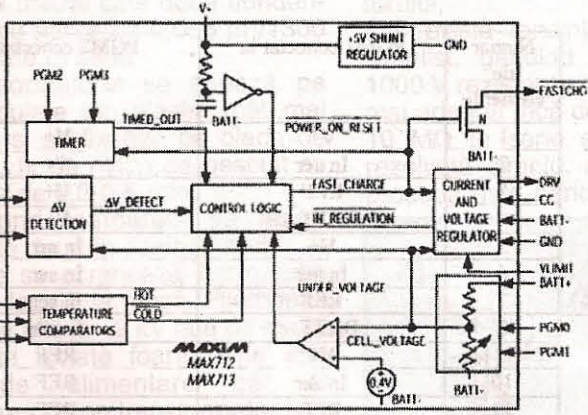 V+
+5V SHUNT
REGULATOR
GND
PGM2
PGM3
FASTCHG
BATT-
TIMED_OUT
POWER_ON_RESET
N
TIMER
BATT-
FAST_CHARGE
DRV
ΔV
DETECTION
ΔV_DETECT
CONTROL LOGIC
CURRENT
AND
VOLTAGE
REGULATOR
CC
IN_REGULATION
BATT-
GND
VLIMIT
HOT
UNDER_VOLTAGE
BATT+
TEMPERATURE
COMPARATORS
COLD
PGM0
MAXIM
MAX712
MAX713
CELL_VOLTAGE
PGM1
0.4V
BATT-
BATT-